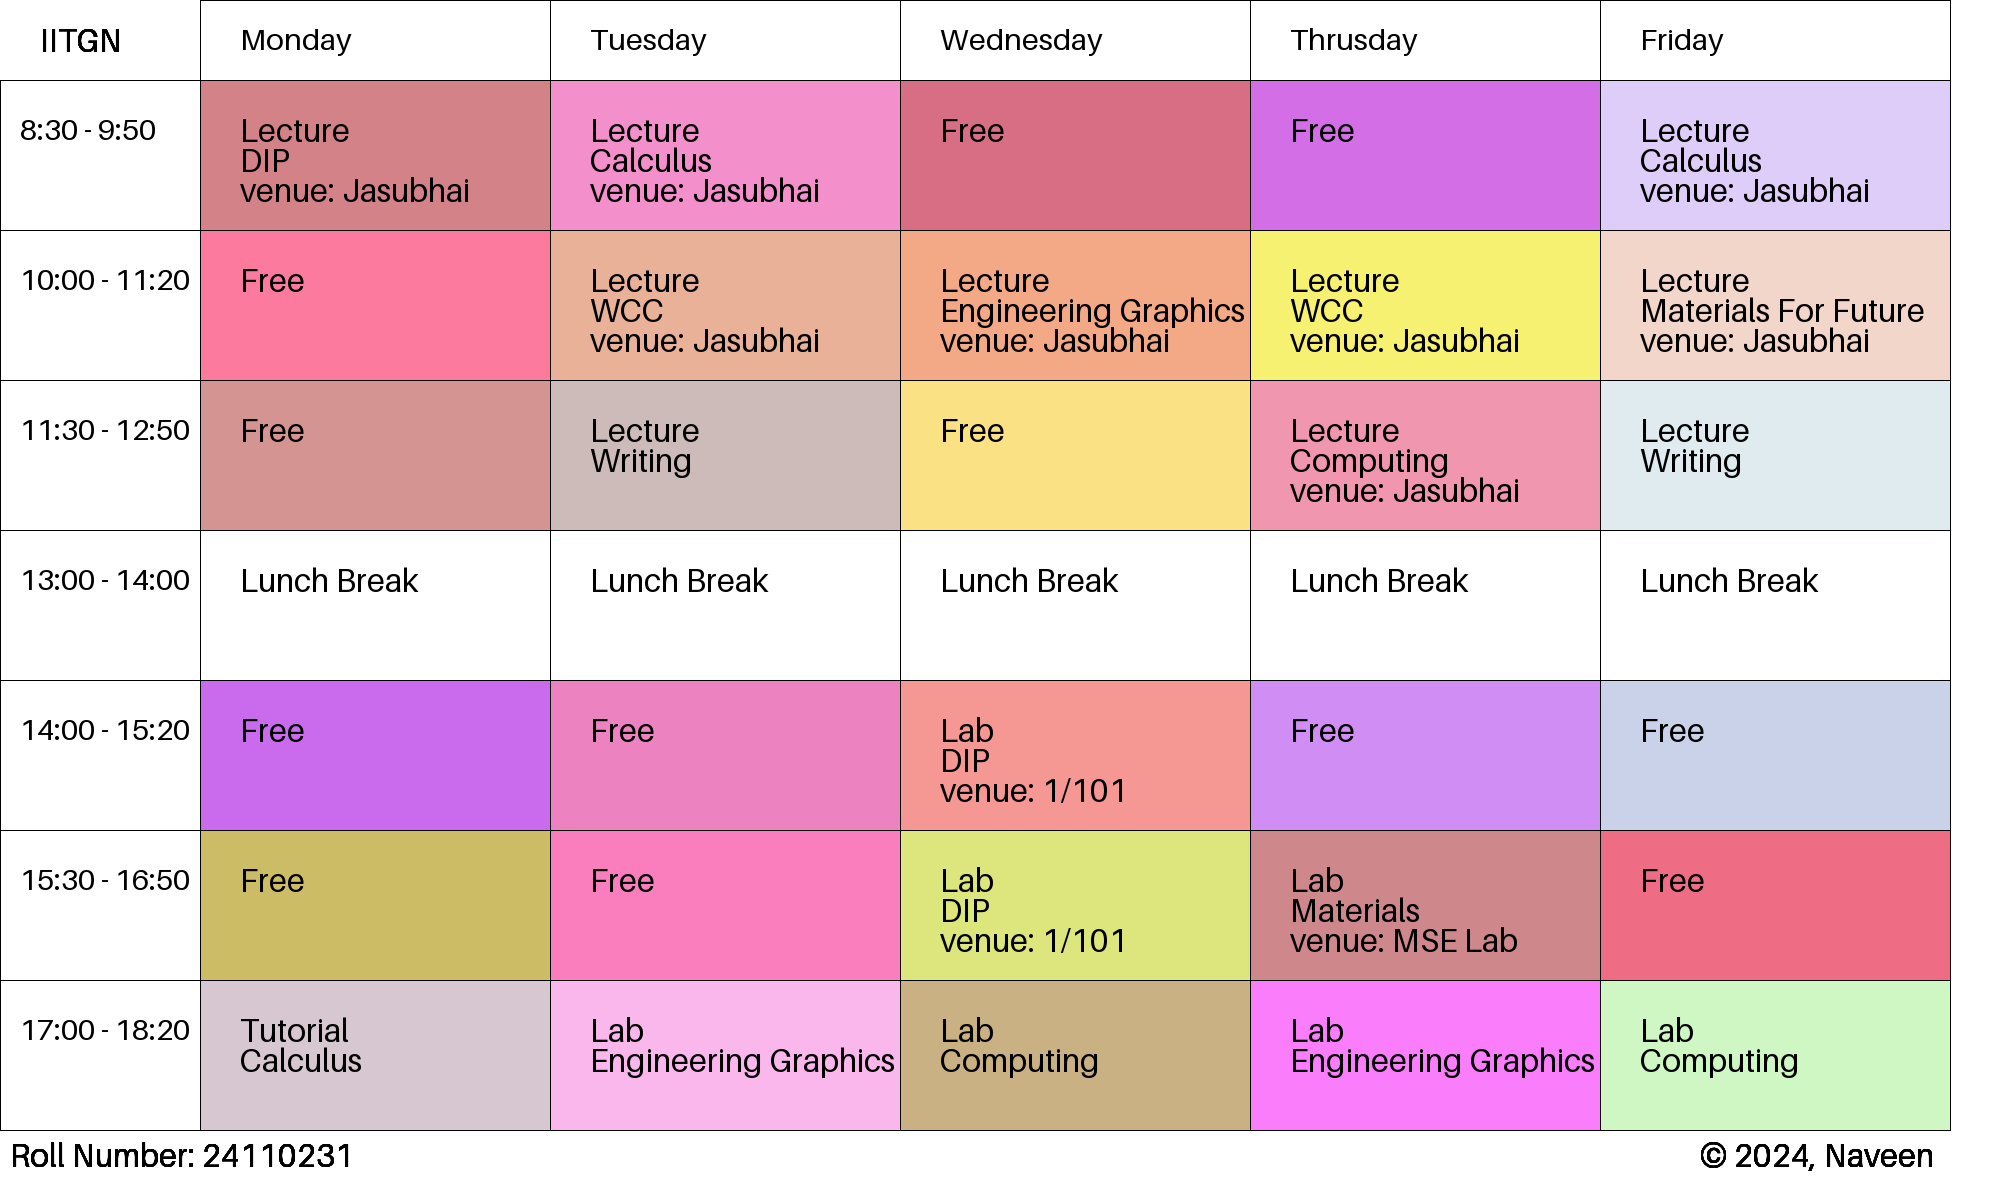 IITGN Monday Tuesday Wednesday Thrusday Friday
8:30 - 9:50
Lecture
DIP
venue: Jasubhai
Lecture
Calculus
venue: Jasubhai
Free
Free
Lecture
Calculus
venue: Jasubhai
10:00 - 11:20
Free
Lecture
WCC
venue: Jasubhai
Lecture
Engineering Graphics
venue: Jasubhai
Lecture
WCC
venue: Jasubhai
Lecture
Materials For Future
venue: Jasubhai
11:30 - 12:50
Free
Lecture
Writing
Free
Lecture
Computing
venue: Jasubhai
Lecture
Writing
13:00 - 14:00
Lunch Break
Lunch Break
Lunch Break
Lunch Break
Lunch Break
14:00 - 15:20
Free
Free
Lab
DIP
venue: 1/101
Free
Free
15:30 - 16:50
Free
Free
Lab
DIP
venue: 1/101
Lab
Materials
venue: MSE Lab
Free
17:00 - 18:20
Tutorial
Calculus
Lab
Engineering Graphics
Lab
Computing
Lab
Engineering Graphics
Lab
Computing
Roll Number: 24110231
© 2024, Naveen